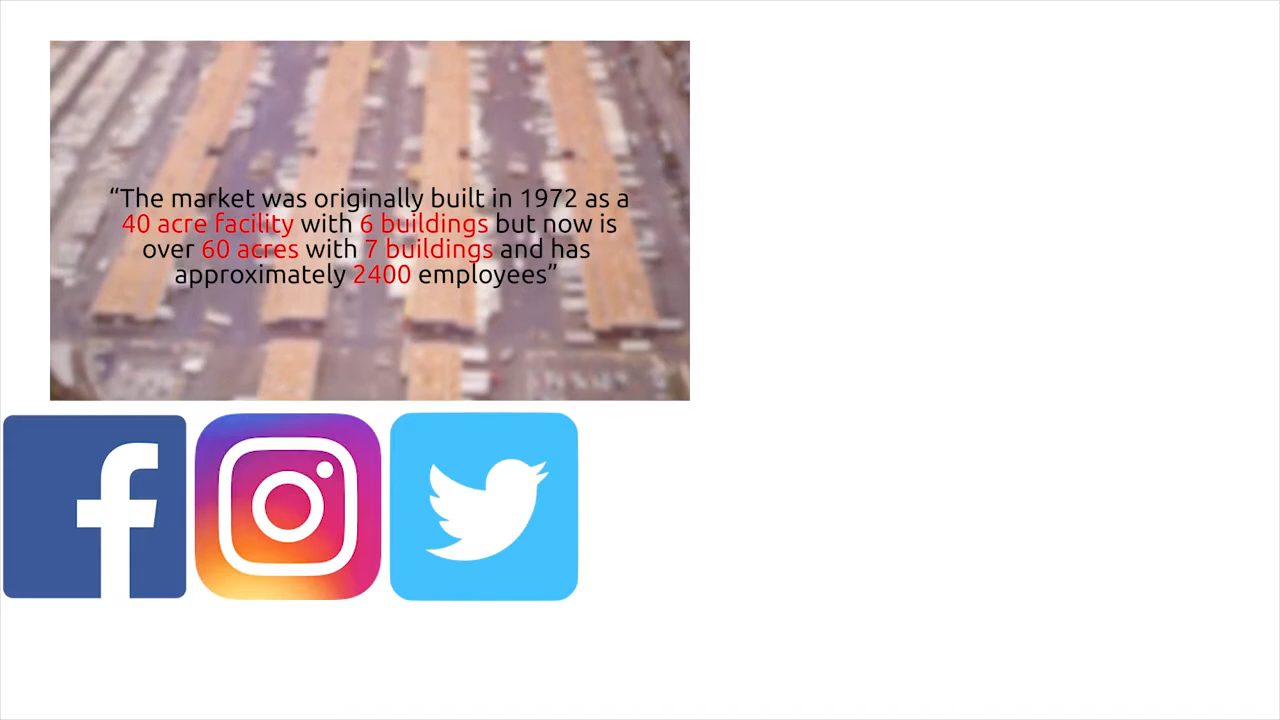 “The market was originally built in 1972 as a
40 acre facility with 6 buildings but now is
over 60 acres with 7 buildings and has
approximately 2400 employees”